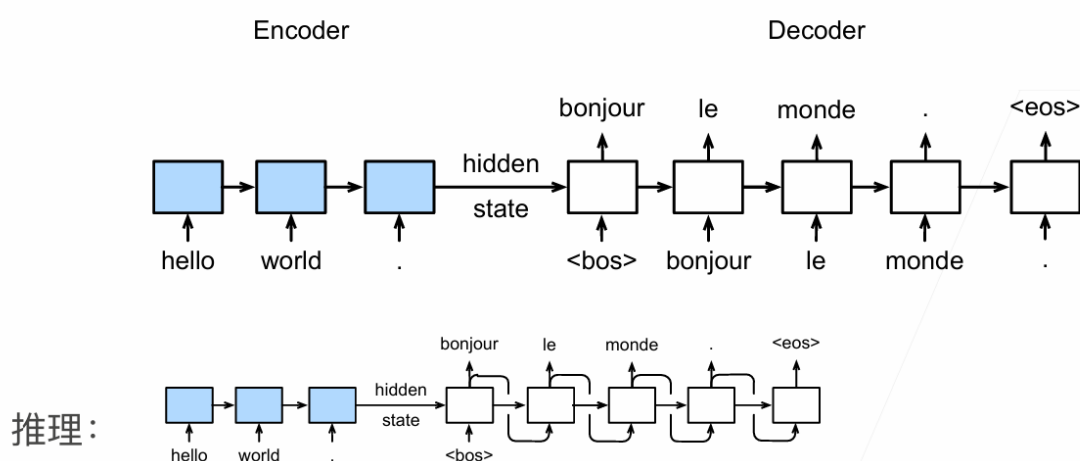 Encoder Decoder
bonjour le monde . <eos>
hidden
state
hello world . <bos> bonjour le monde .
bonjour le monde . <eos>
hidden
state
推理：
hello world . <bos>